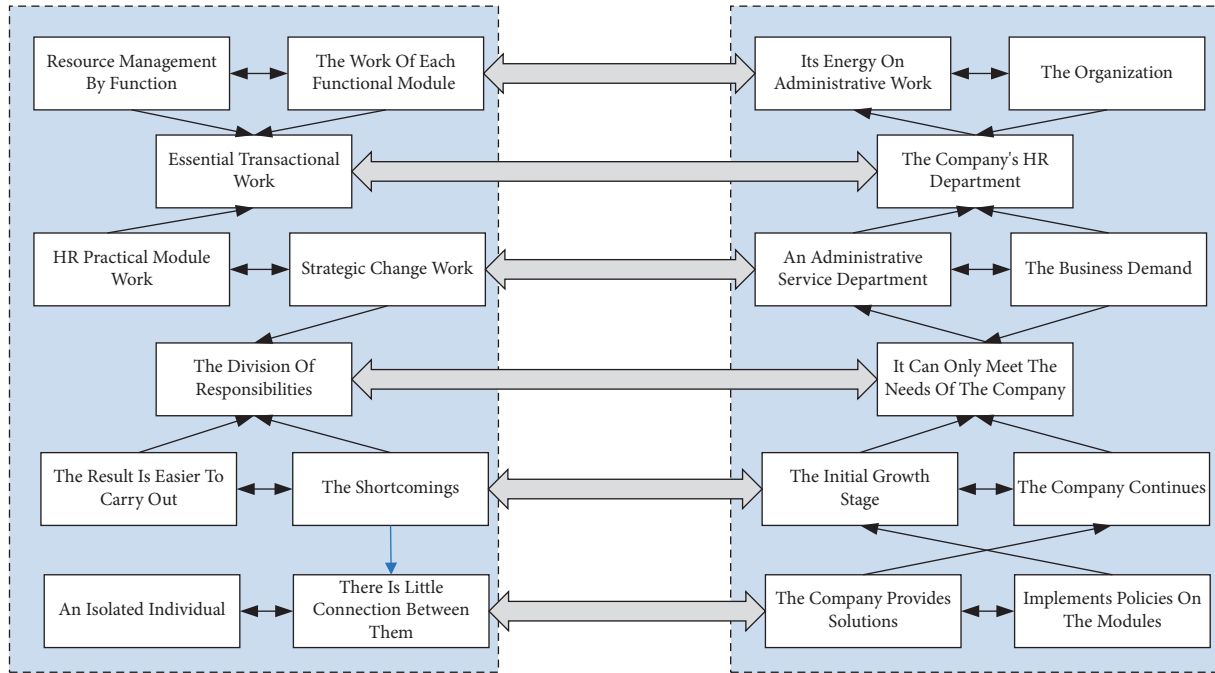 Resource Management
By Function
The Work Of Each
Functional Module
Its Energy On
Administrative Work
The Organization
Essential Transactional
Work
The Company's HR
Department
HR Practical Module
Work
Strategic Change Work
An Administrative
Service Department
The Business Demand
The Division Of
Responsibilities
It Can Only Meet The
Needs Of The Company
The Result Is Easier To
Carry Out
The Shortcomings
The Initial Growth
Stage
The Company Continues
An Isolated Individual
There Is Little
Connection Between
Them
The Company Provides
Solutions
Implements Policies On
The Modules